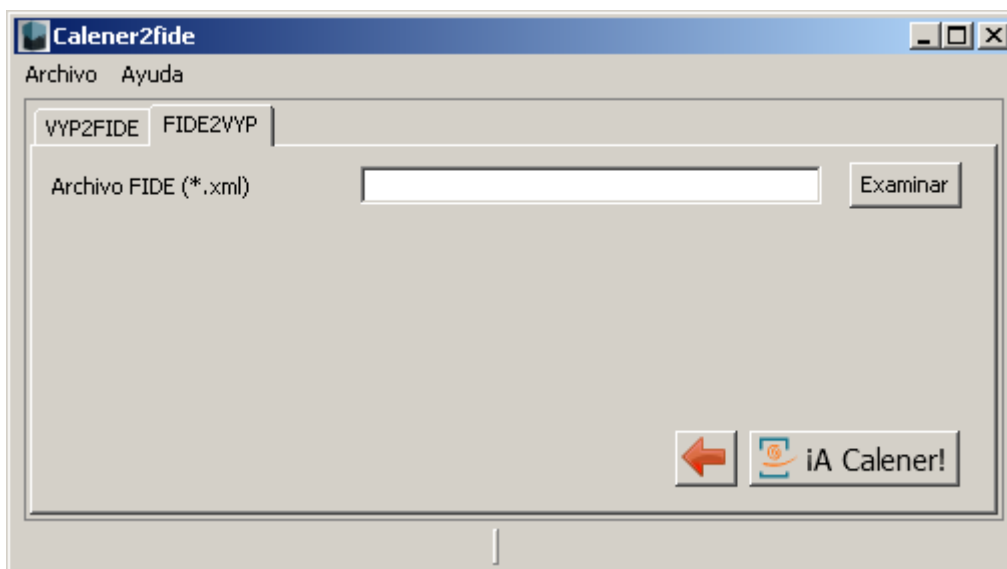 Calener2fide
Archivo Ayuda
VYP2FIDE FIDE2VYP
Archivo FIDE (*.xml) Examinar
¡A Calener!